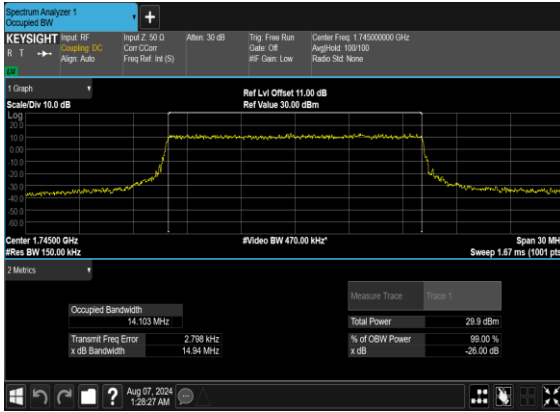 Spectrum Analyzer 1
Occupied BW
+
KEYSIGHT Input: RF Input Z: 50 Ω Atten: 30 dB Trig: Free Run Center Freq: 1.745000000 GHz
R T Coupling: DC Corr CCorr Gate: Off Avg|Hold: 100/100
Align: Auto Freq Ref: Int (S) #IF Gain: Low Radio Std: None
1 Graph
Ref Lvl Offset 11.00 dB
Scale/Div 10.0 dB Ref Value 30.00 dBm
Log
20.0
10.0
0.00
-10.0
-20.0
-30.0
-40.0
-50.0
-60.0
Center 1.74500 GHz #Video BW 470.00 kHz* Span 30 MH
#Res BW 150.00 kHz Sweep 1.67 ms (1001 pts
2 Metrics
Measure Trace Trace 1
Occupied Bandwidth
14.103 MHz Total Power 29.9 dBm
Transmit Freq Error 2.798 kHz % of OBW Power 99.00 %
x dB Bandwidth 14.94 MHz x dB -26.00 dB
? Aug 07, 2024
1:28:27 AM